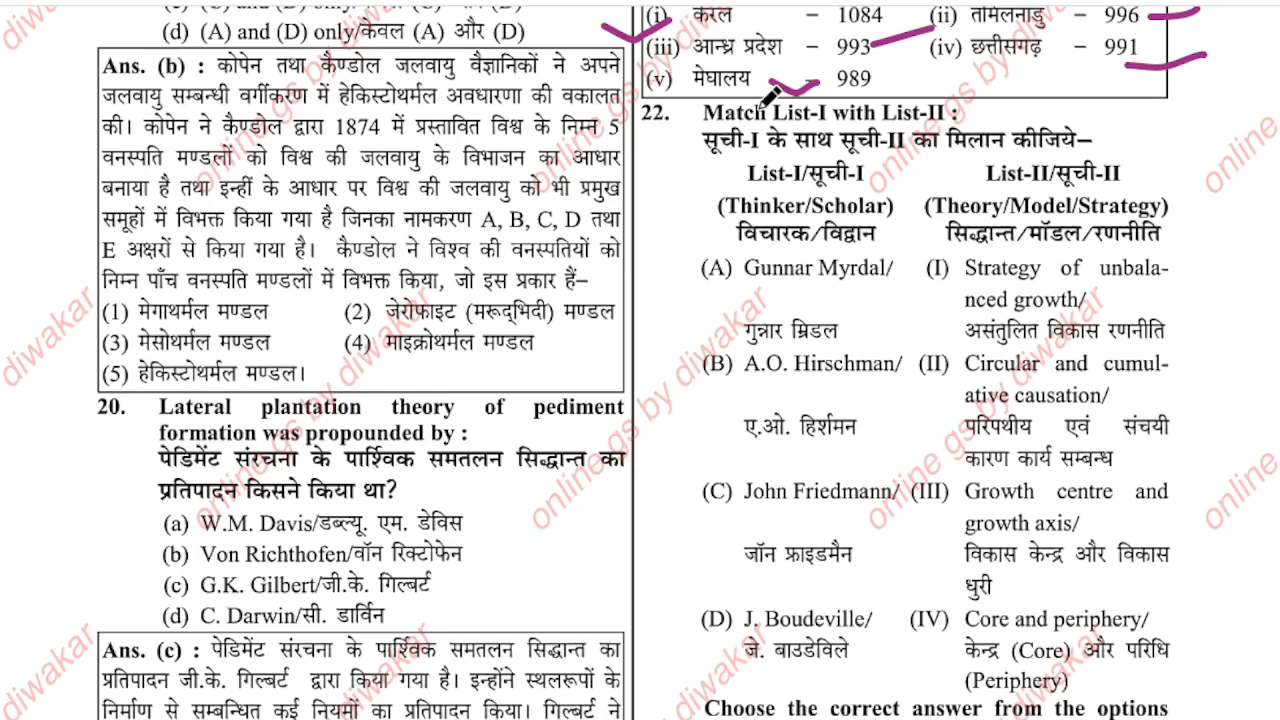 (c) (C) and (D) only/केवल (C) और (D)
(d) (A) and (D) only/केवल (A) और (D)
Ans. (b) : कोपेन तथा कैण्डोल जलवायु वैज्ञानिकों ने अपने
जलवायु सम्बन्धी वर्गीकरण में हेकिस्टोथर्मल अवधारणा की वकालत
की। कोपेन ने कैण्डोल द्वारा 1874 में प्रस्तावित विश्व के निम्न 5
वनस्पति मण्डलों को विश्व की जलवायु के विभाजन का आधार
बनाया है तथा इन्हीं के आधार पर विश्व की जलवायु को भी प्रमुख
समूहों में विभक्त किया गया है जिनका नामकरण A, B, C, D तथा
E अक्षरों से किया गया है। कैण्डोल ने विश्व की वनस्पतियों को
निम्न पाँच वनस्पति मण्डलों में विभक्त किया, जो इस प्रकार हैं–
(1) मेगाथर्मल मण्डल (2) जेरोफाइट (मरूद्भिदी) मण्डल
(3) मेसोथर्मल मण्डल (4) माइक्रोथर्मल मण्डल
(5) हेकिस्टोथर्मल मण्डल।
20. Lateral plantation theory of pediment
formation was propounded by :
पेडिमेंट संरचना के पार्श्विक समतलन सिद्धान्त का
प्रतिपादन किसने किया था?
(a) W.M. Davis/डब्ल्यू. एम. डेविस
(b) Von Richthofen/वॉन रिक्टोफेन
(c) G.K. Gilbert/जी.के. गिल्बर्ट
(d) C. Darwin/सी. डार्विन
Ans. (c) : पेडिमेंट संरचना के पार्श्विक समतलन सिद्धान्त का
प्रतिपादन जी.के. गिल्बर्ट द्वारा किया गया है। इन्होंने स्थलरूपों के
निर्माण से सम्बन्धित कई नियमों का प्रतिपादन किया। गिल्बर्ट ने
(i) केरल – 1084 (ii) तमिलनाडु – 996
(iii) आन्ध्र प्रदेश – 993 (iv) छत्तीसगढ़ – 991
(v) मेघालय – 989
22. Match List-I with List-II :
सूची-I के साथ सूची-II का मिलान कीजिये–
List-I/सूची-I List-II/सूची-II
(Thinker/Scholar) (Theory/Model/Strategy)
विचारक/विद्वान सिद्धान्त/मॉडल/रणनीति
(A) Gunnar Myrdal/ (I) Strategy of unbala-
nced growth/
गुन्नार म्रिडल असंतुलित विकास रणनीति
(B) A.O. Hirschman/ (II) Circular and cumul-
ative causation/
ए.ओ. हिर्शमन परिपथीय एवं संचयी
कारण कार्य सम्बन्ध
(C) John Friedmann/ (III) Growth centre and
growth axis/
जॉन फ्राइडमैन विकास केन्द्र और विकास
धुरी
(D) J. Boudeville/ (IV) Core and periphery/
जे. बाउडेविले केन्द्र (Core) और परिधि
(Periphery)
Choose the correct answer from the options
online gs by diwakar